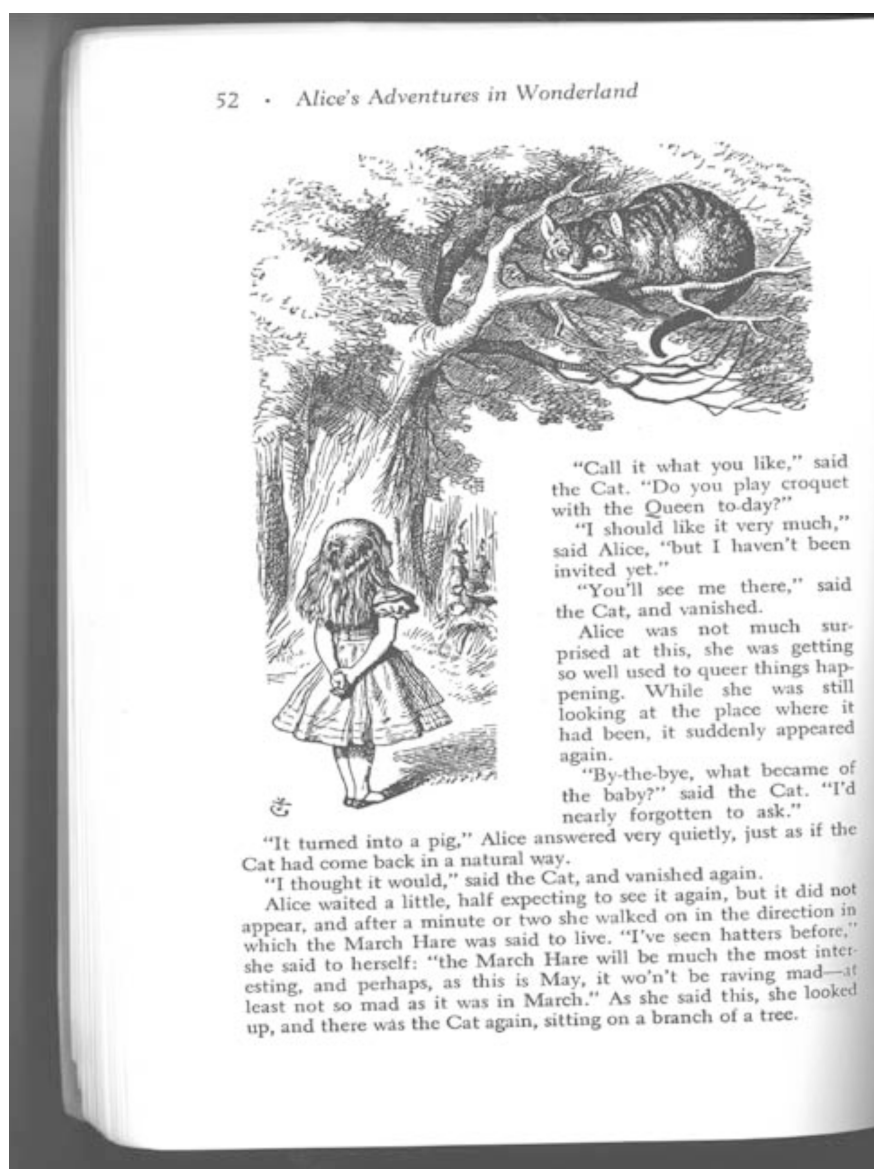 52 · Alice's Adventures in Wonderland
"Call it what you like," said
the Cat. "Do you play croquet
with the Queen to-day?"
"I should like it very much,"
said Alice, "but I haven't been
invited yet."
"You'll see me there," said
the Cat, and vanished.
Alice was not much sur-
prised at this, she was getting
so well used to queer things hap-
pening. While she was still
looking at the place where it
had been, it suddenly appeared
again.
"By-the-bye, what became of
the baby?" said the Cat. "I'd
nearly forgotten to ask."
"It turned into a pig," Alice answered very quietly, just as if the
Cat had come back in a natural way.
"I thought it would," said the Cat, and vanished again.
Alice waited a little, half expecting to see it again, but it did not
appear, and after a minute or two she walked on in the direction in
which the March Hare was said to live. "I've seen hatters before,"
she said to herself: "the March Hare will be much the most inter-
esting, and perhaps, as this is May, it wo'n't be raving mad—at
least not so mad as it was in March." As she said this, she looked
up, and there was the Cat again, sitting on a branch of a tree.